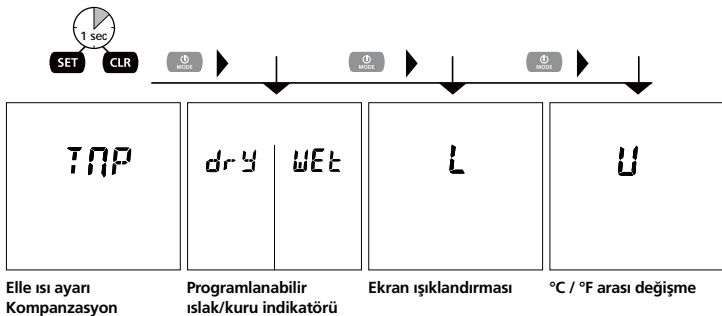 1 sec
SET CLR
MODE MODE MODE
TMP dry WEt L U
Elle ısı ayarı
Kompanzasyon
Programlanabilir
ıslak/kuru indikatörü
Ekran ışıklandırması
°C / °F arası değişme